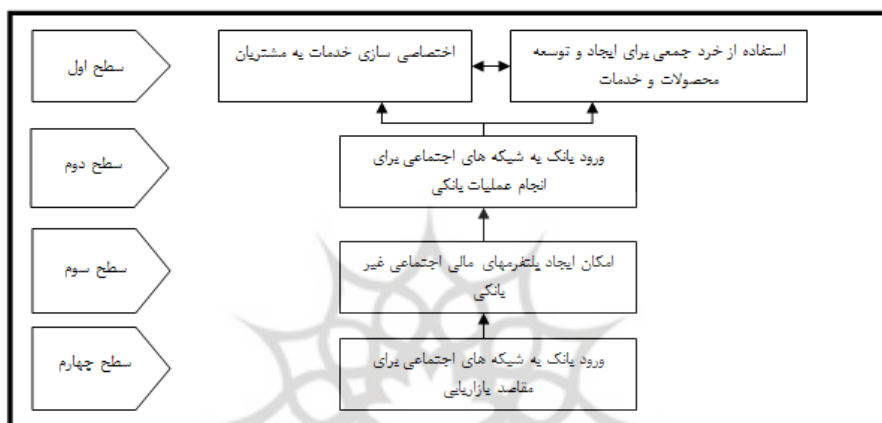 سطح اول
استفاده از خرد جمعی برای ایجاد و توسعه
محصولات و خدمات
اختصاصی سازی خدمات به مشتریان
سطح دوم
ورود بانک به شبکه های اجتماعی برای
انجام عملیات بانکی
سطح سوم
امکان ایجاد پلتفرمهای مالی اجتماعی غیر
بانکی
سطح چهارم
ورود بانک به شبکه های اجتماعی برای
مقاصد بازاریابی